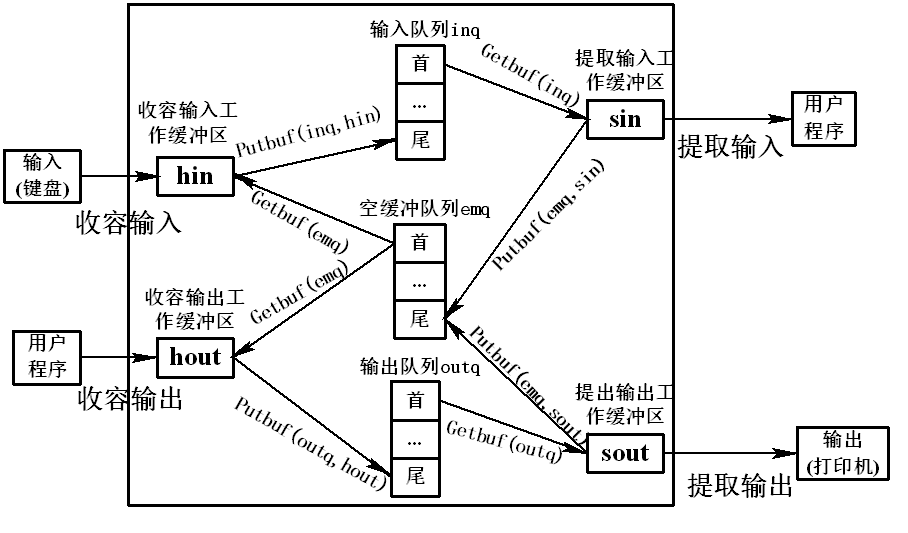 输入队列inq
首
...
尾
Getbuf(inq)
提取输入工
作缓冲区
sin
用户
程序
提取输入
收容输入工
作缓冲区
Putbuf(inq,hin)
输入
(键盘)
hin
收容输入
Getbuf(emq)
空缓冲队列emq
首
...
尾
Putbuf(emq,sin)
收容输出工
作缓冲区
Getbuf(emq)
用户
程序
hout
收容输出
Putbuf(outq,hout)
输出队列outq
首
...
尾
Putbuf(emq,sout)
Getbuf(outq)
提出输出工
作缓冲区
sout
输出
(打印机)
提取输出